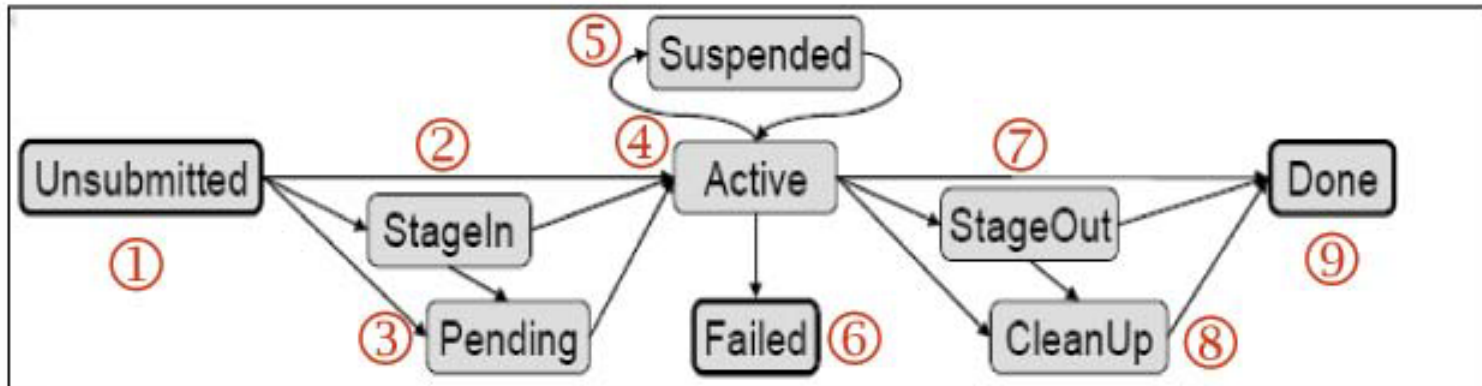 ⑤ Suspended
② ④ ⑦
Unsubmitted Active Done
StageIn StageOut
① ⑨
③ Pending Failed ⑥ CleanUp ⑧